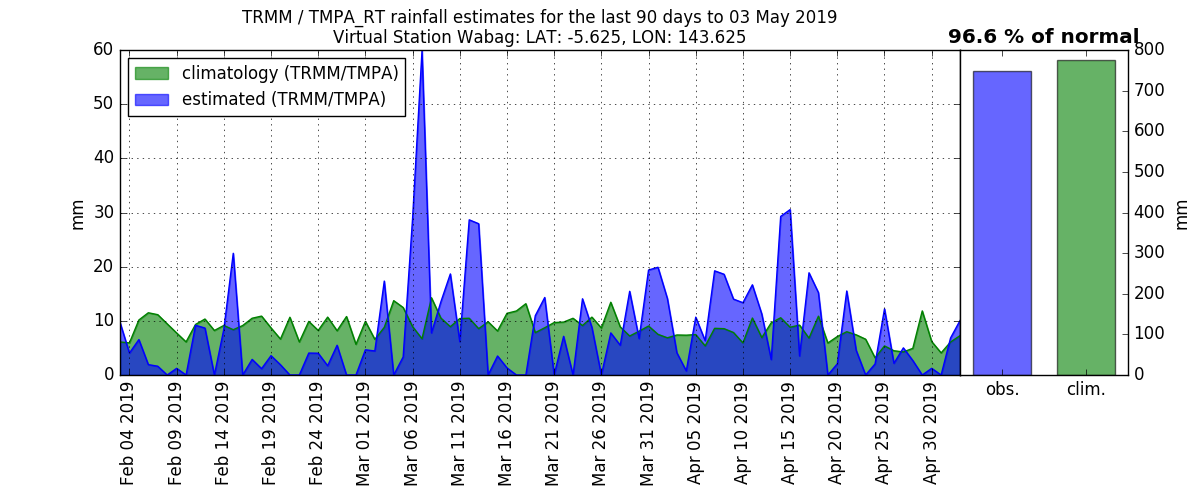 TRMM / TMPA_RT rainfall estimates for the last 90 days to 03 May 2019
Virtual Station Wabag: LAT: -5.625, LON: 143.625
96.6 % of normal
climatology (TRMM/TMPA)
estimated (TRMM/TMPA)
60
50
40
30
20
10
0
mm
Feb 04 2019
Feb 09 2019
Feb 14 2019
Feb 19 2019
Feb 24 2019
Mar 01 2019
Mar 06 2019
Mar 11 2019
Mar 16 2019
Mar 21 2019
Mar 26 2019
Mar 31 2019
Apr 05 2019
Apr 10 2019
Apr 15 2019
Apr 20 2019
Apr 25 2019
Apr 30 2019
obs.
clim.
800
700
600
500
400
300
200
100
0
mm